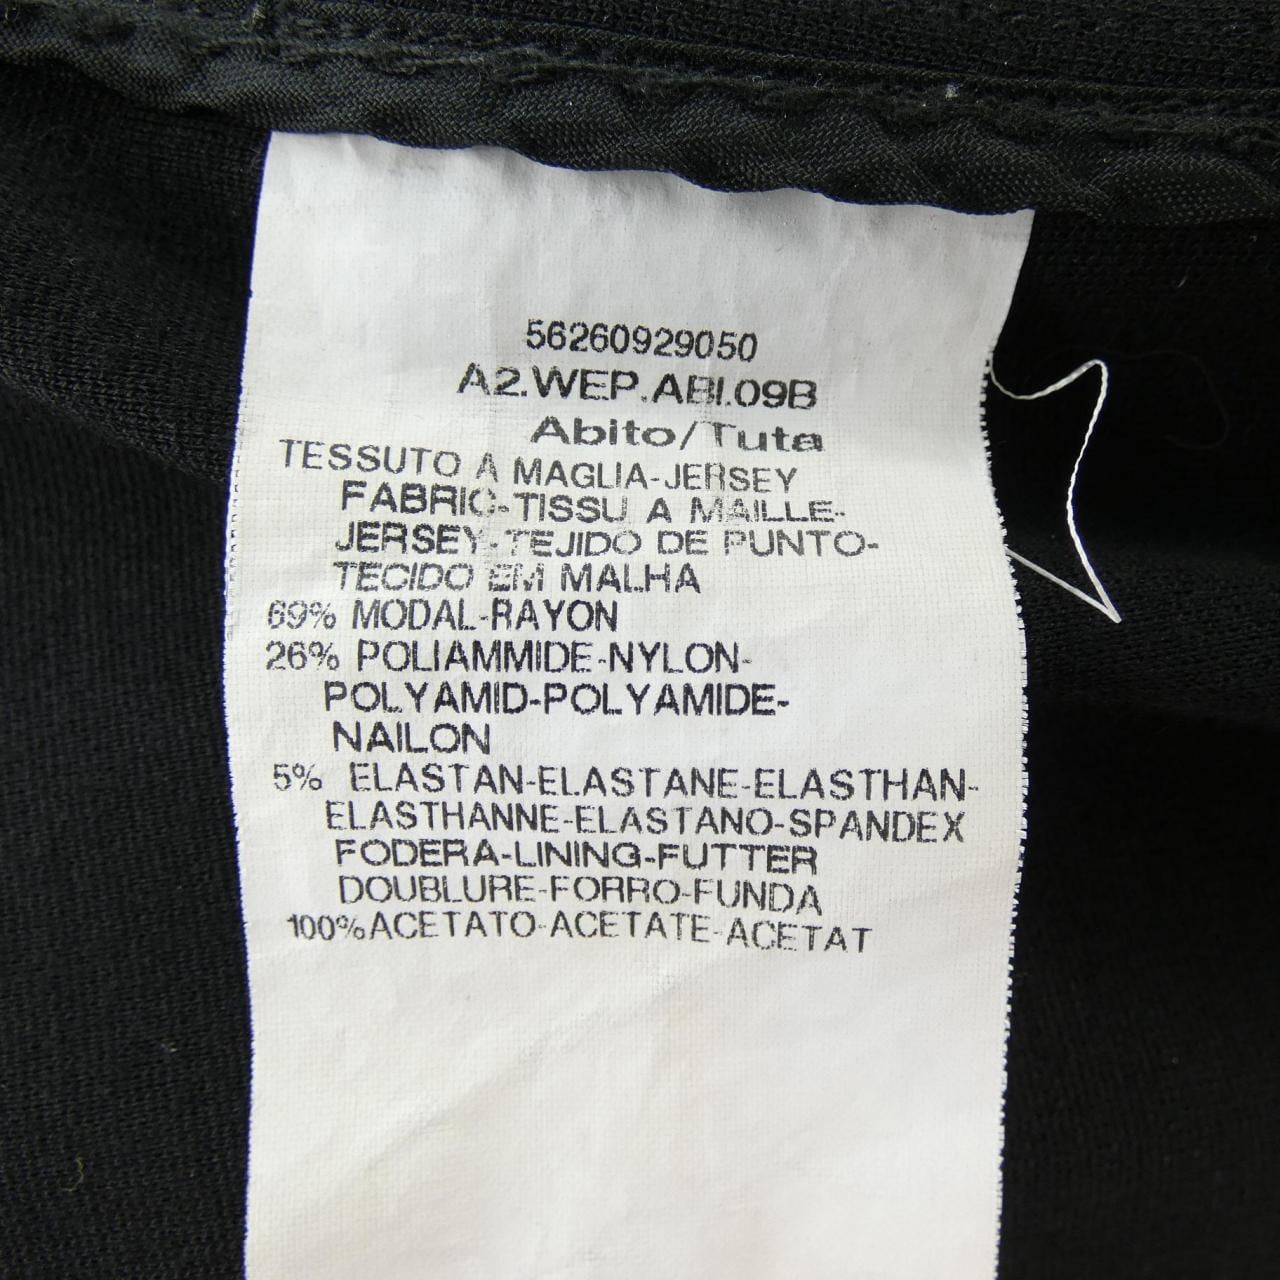 56260929050
A2.WEP.ABI.09B
Abito/Tuta
TESSUTO A MAGLIA-JERSEY
FABRIC-TISSU A MAILLE-
JERSEY-TEJIDO DE PUNTO-
TECIDO EM MALHA
69% MODAL-RAYON
26% POLIAMMIDE-NYLON-
POLYAMID-POLYAMIDE-
NAILON
5% ELASTAN-ELASTANE-ELASTHAN-
ELASTHANNE-ELASTANO-SPANDEX
FODERA-LINING-FUTTER
DOUBLURE-FORRO-FUNDA
100%ACETATO-ACETATE-ACETAT